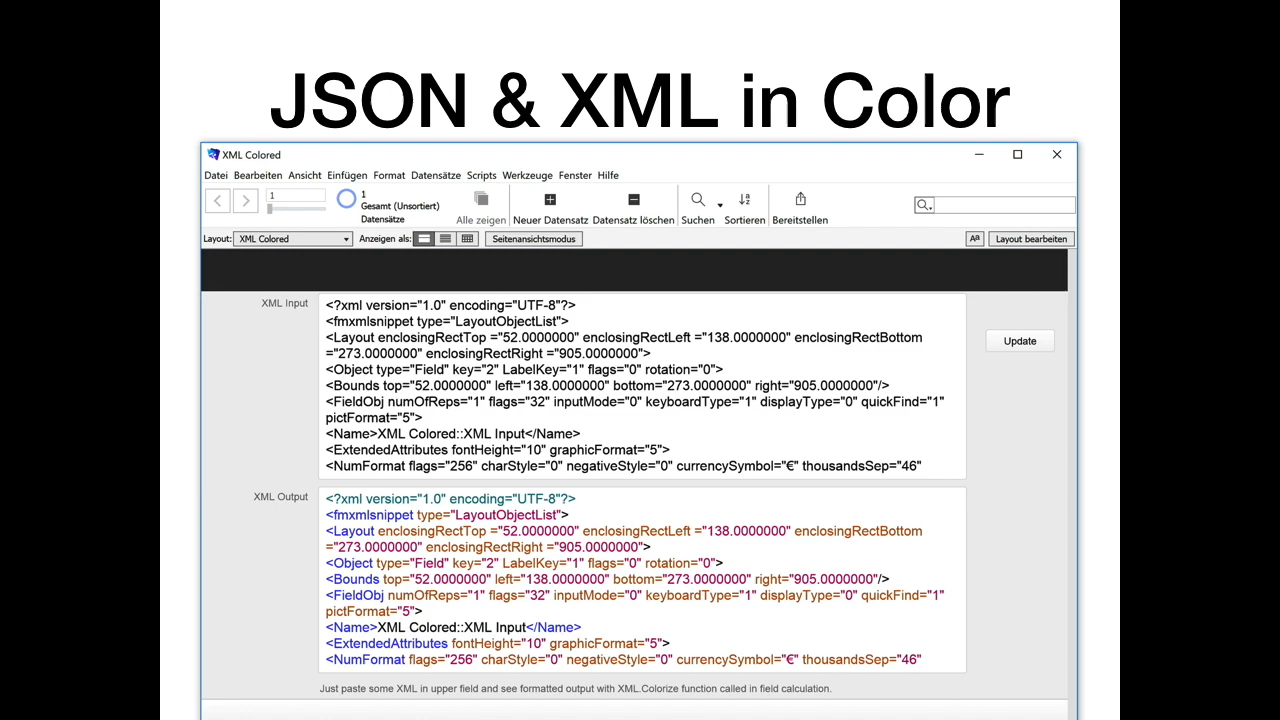 JSON & XML in Color
XML Colored
Datei Bearbeiten Ansicht Einfügen Format Datensätze Scripts Werkzeuge Fenster Hilfe
1
1
Gesamt (Unsortiert)
Datensätze
Alle zeigen Neuer Datensatz Datensatz löschen Suchen Sortieren Bereitstellen
Layout: XML Colored Anzeigen als: Seitenansichtsmodus Aa Layout bearbeiten
XML Input
<?xml version="1.0" encoding="UTF-8"?>
<fmxmlsnippet type="LayoutObjectList">
<Layout enclosingRectTop ="52.0000000" enclosingRectLeft ="138.0000000" enclosingRectBottom
="273.0000000" enclosingRectRight ="905.0000000">
<Object type="Field" key="2" LabelKey="1" flags="0" rotation="0">
<Bounds top="52.0000000" left="138.0000000" bottom="273.0000000" right="905.0000000"/>
<FieldObj numOfReps="1" flags="32" inputMode="0" keyboardType="1" displayType="0" quickFind="1"
pictFormat="5">
<Name>XML Colored::XML Input</Name>
<ExtendedAttributes fontHeight="10" graphicFormat="5">
<NumFormat flags="256" charStyle="0" negativeStyle="0" currencySymbol="€" thousandsSep="46"
Update
XML Output
<?xml version="1.0" encoding="UTF-8"?>
<fmxmlsnippet type="LayoutObjectList">
<Layout enclosingRectTop ="52.0000000" enclosingRectLeft ="138.0000000" enclosingRectBottom
="273.0000000" enclosingRectRight ="905.0000000">
<Object type="Field" key="2" LabelKey="1" flags="0" rotation="0">
<Bounds top="52.0000000" left="138.0000000" bottom="273.0000000" right="905.0000000"/>
<FieldObj numOfReps="1" flags="32" inputMode="0" keyboardType="1" displayType="0" quickFind="1"
pictFormat="5">
<Name>XML Colored::XML Input</Name>
<ExtendedAttributes fontHeight="10" graphicFormat="5">
<NumFormat flags="256" charStyle="0" negativeStyle="0" currencySymbol="€" thousandsSep="46"
Just paste some XML in upper field and see formatted output with XML.Colorize function called in field calculation.